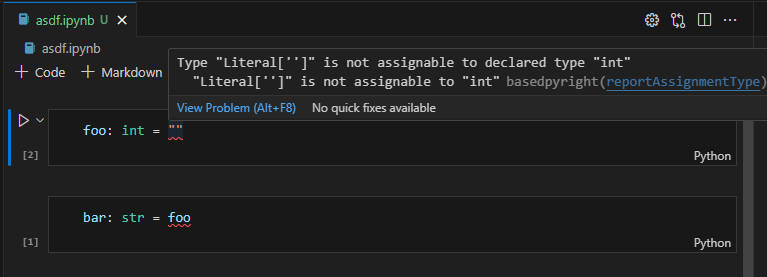 asdf.ipynb U
asdf.ipynb
Type "Literal['']" is not assignable to declared type "int"
"Literal['']" is not assignable to "int" basedpyright(reportAssignmentType)
+ Code + Markdown
View Problem (Alt+F8) No quick fixes available
foo: int = ""
[2]
Python
bar: str = foo
[1]
Python